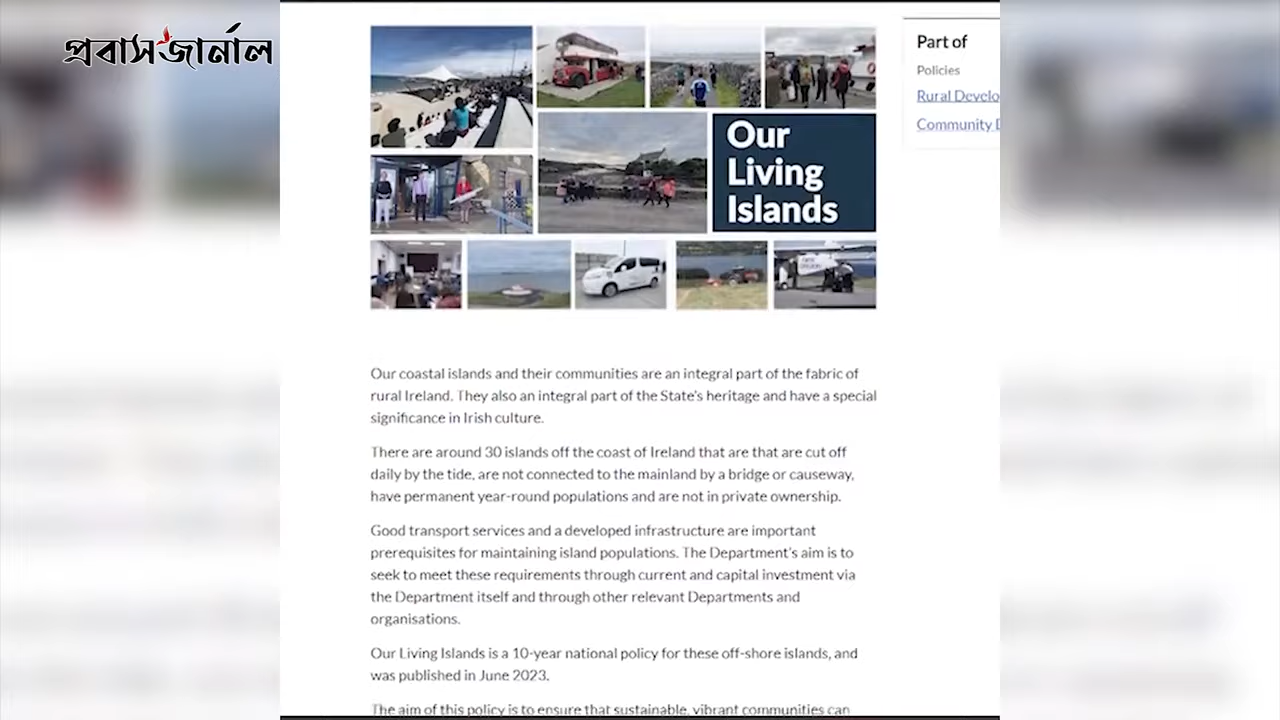 প্রবাস জার্নাল
Our
Living
Islands
Part of
Policies
Rural Develo
Community D
Our coastal islands and their communities are an integral part of the fabric of
rural Ireland. They also an integral part of the State's heritage and have a special
significance in Irish culture.
There are around 30 islands off the coast of Ireland that are that are cut off
daily by the tide, are not connected to the mainland by a bridge or causeway,
have permanent year-round populations and are not in private ownership.
Good transport services and a developed infrastructure are important
prerequisites for maintaining island populations. The Department's aim is to
seek to meet these requirements through current and capital investment via
the Department itself and through other relevant Departments and
organisations.
Our Living Islands is a 10-year national policy for these off-shore islands, and
was published in June 2023.
The aim of this policy is to ensure that sustainable, vibrant communities can